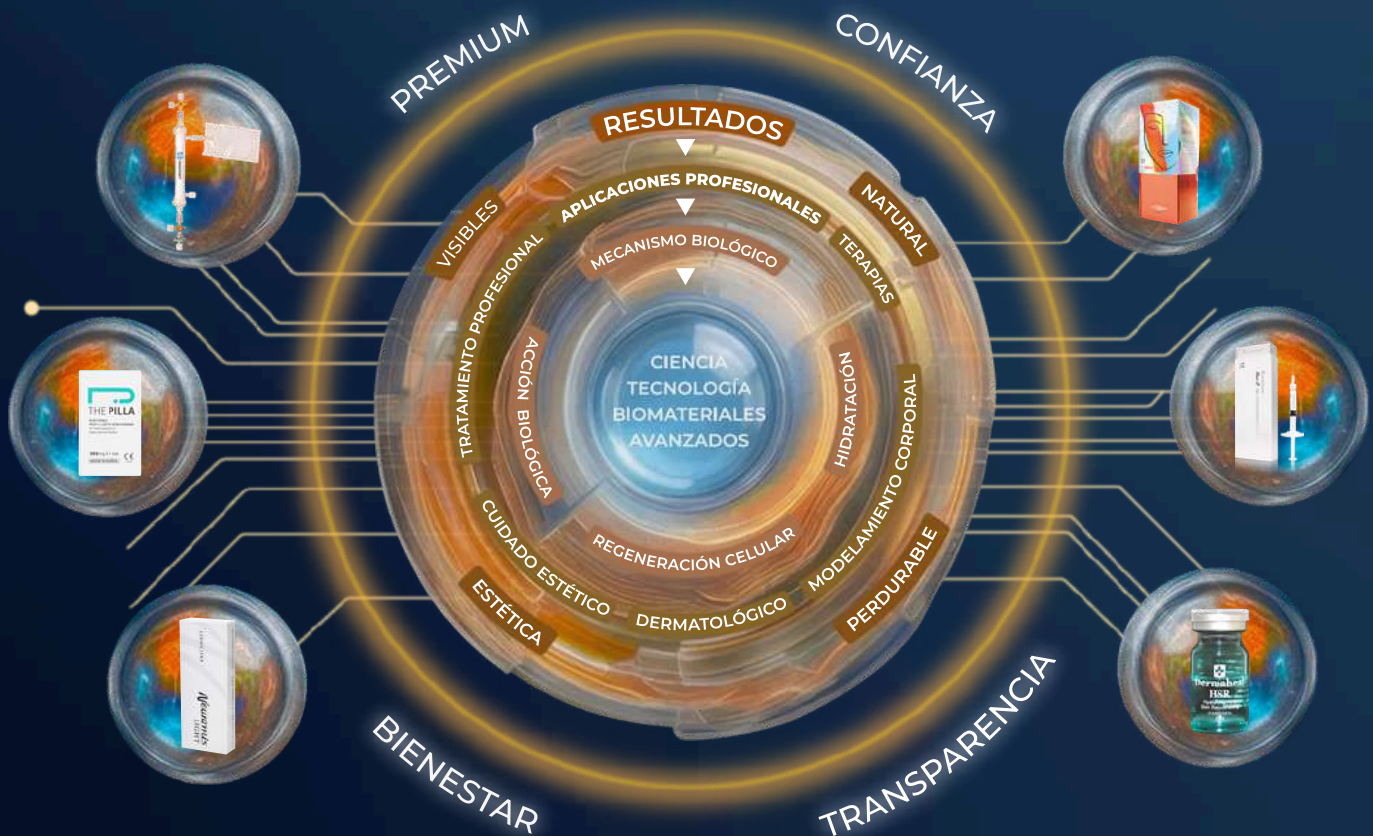 PREMIUM
CONFIANZA
RESULTADOS
VISIBLES
NATURAL
PERDURABLE
ESTÉTICA
APLICACIONES PROFESIONALES
TERAPIAS
MODELAMIENTO CORPORAL
DERMATOLÓGICO
CUIDADO ESTÉTICO
TRATAMIENTO PROFESIONAL
MECANISMO BIOLÓGICO
HIDRATACIÓN
REGENERACIÓN CELULAR
ACCIÓN BIOLÓGICA
CIENCIA
TECNOLOGÍA
BIOMATERIALES
AVANZADOS
THE PILLA
Dermaheal
HSR
BIENESTAR
TRANSPARENCIA